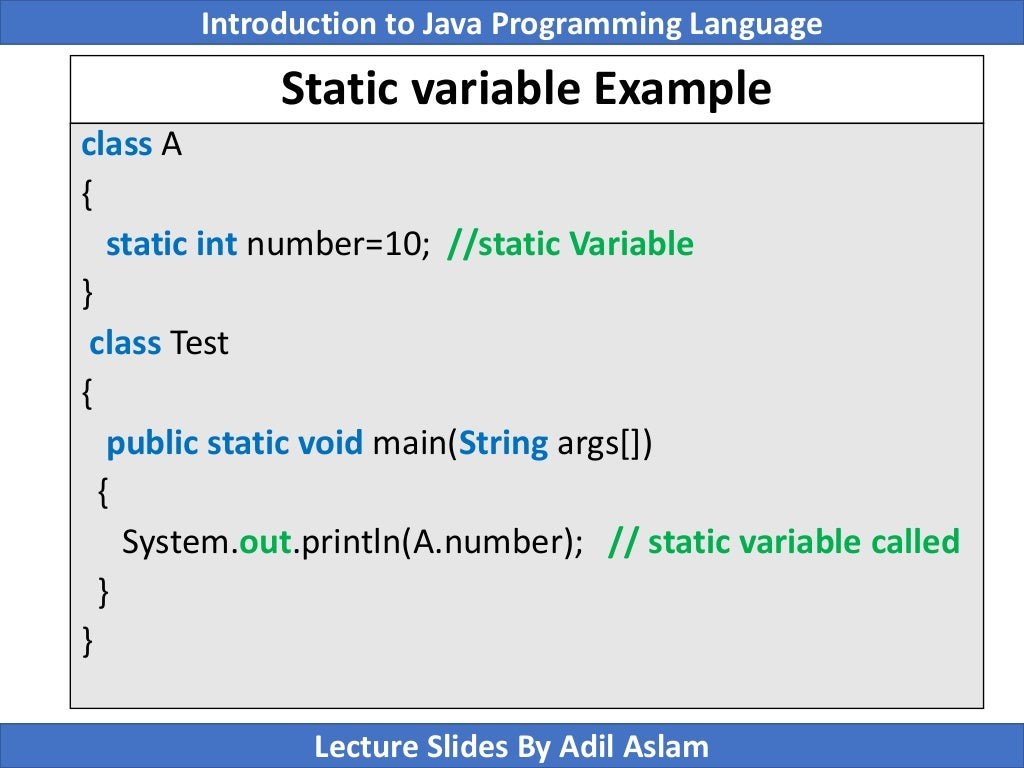 Introduction to Java Programming Language
Static variable Example
class A
{
static int number=10; //static Variable
}
class Test
{
public static void main(String args[])
{
System.out.println(A.number); // static variable called
}
}
Lecture Slides By Adil Aslam